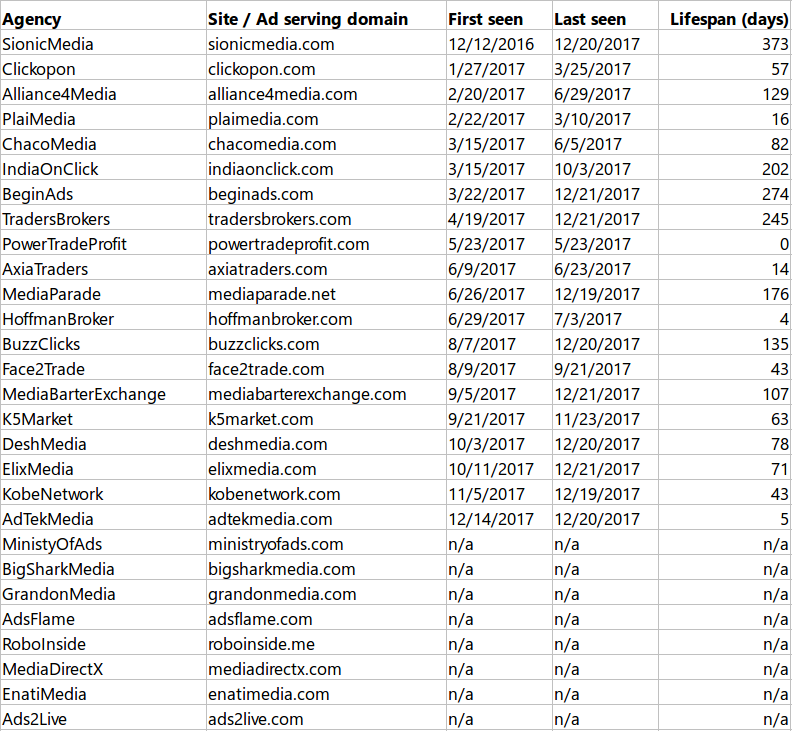 Agency Site / Ad serving domain First seen Last seen Lifespan (days)
SionicMedia sionicmedia.com 12/12/2016 12/20/2017 373
Clickopon clickopon.com 1/27/2017 3/25/2017 57
Alliance4Media alliance4media.com 2/20/2017 6/29/2017 129
PlaiMedia plaimedia.com 2/22/2017 3/10/2017 16
ChacoMedia chacomedia.com 3/15/2017 6/5/2017 82
IndiaOnClick indiaonclick.com 3/15/2017 10/3/2017 202
BeginAds beginads.com 3/22/2017 12/21/2017 274
TradersBrokers tradersbrokers.com 4/19/2017 12/21/2017 245
PowerTradeProfit powertradeprofit.com 5/23/2017 5/23/2017 0
AxiaTraders axiatraders.com 6/9/2017 6/23/2017 14
MediaParade mediaparade.net 6/26/2017 12/19/2017 176
HoffmanBroker hoffmanbroker.com 6/29/2017 7/3/2017 4
BuzzClicks buzzclicks.com 8/7/2017 12/20/2017 135
Face2Trade face2trade.com 8/9/2017 9/21/2017 43
MediaBarterExchange mediabarterexchange.com 9/5/2017 12/21/2017 107
K5Market k5market.com 9/21/2017 11/23/2017 63
DeshMedia deshmedia.com 10/3/2017 12/20/2017 78
ElixMedia elixmedia.com 10/11/2017 12/21/2017 71
KobeNetwork kobenetwork.com 11/5/2017 12/19/2017 43
AdTekMedia adtekmedia.com 12/14/2017 12/20/2017 5
MinistyOfAds ministryofads.com n/a n/a n/a
BigSharkMedia bigsharkmedia.com n/a n/a n/a
GrandonMedia grandonmedia.com n/a n/a n/a
AdsFlame adsflame.com n/a n/a n/a
RoboInside roboinside.me n/a n/a n/a
MediaDirectX mediadirectx.com n/a n/a n/a
EnatiMedia enatimedia.com n/a n/a n/a
Ads2Live ads2live.com n/a n/a n/a